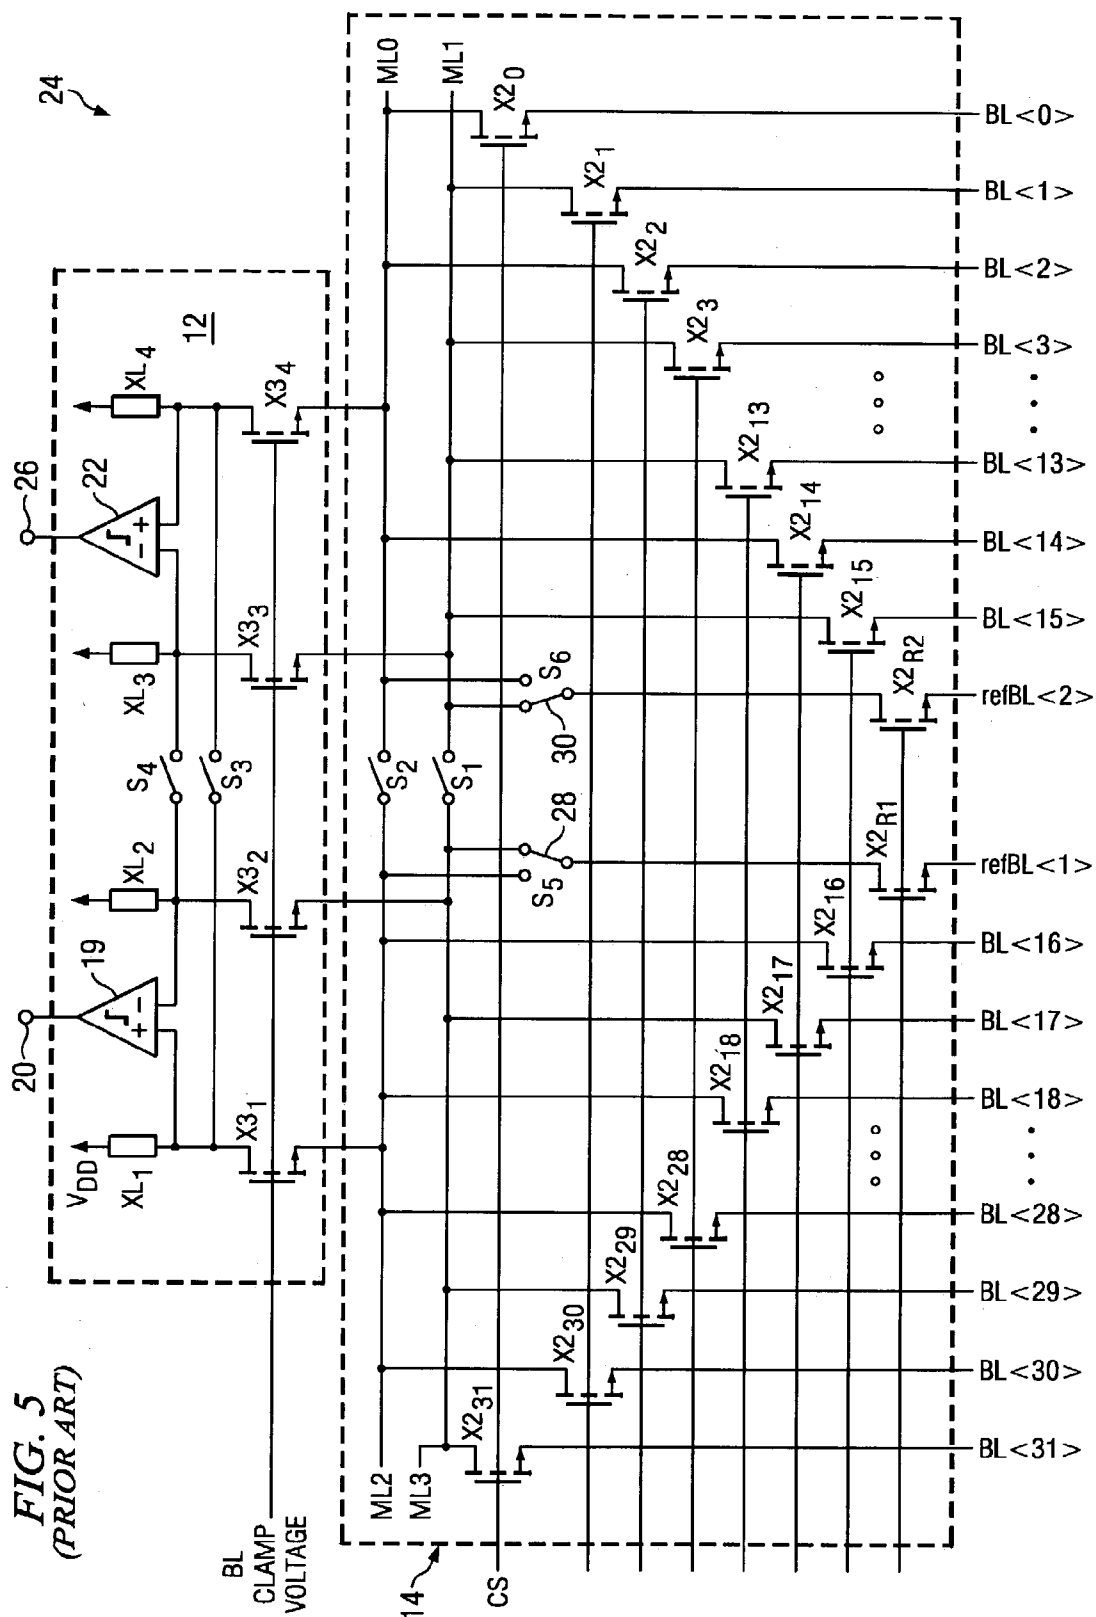 FIG. 5
(PRIOR ART)
24
20
26
19
22
12
VDD
XL1
XL2
XL3
XL4
S4
S3
X31
X32
X33
X34
+ −
− +
BL
CLAMP
VOLTAGE
14
ML2
ML3
ML0
ML1
S2
S1
S5
28
S6
30
CS
X231
X230
X229
X228
X218
X217
X216
X2R1
X2R2
X215
X214
X213
X23
X22
X21
X20
BL<31>
BL<30>
BL<29>
BL<28>
BL<18>
BL<17>
BL<16>
refBL<1>
refBL<2>
BL<15>
BL<14>
BL<13>
BL<3>
BL<2>
BL<1>
BL<0>